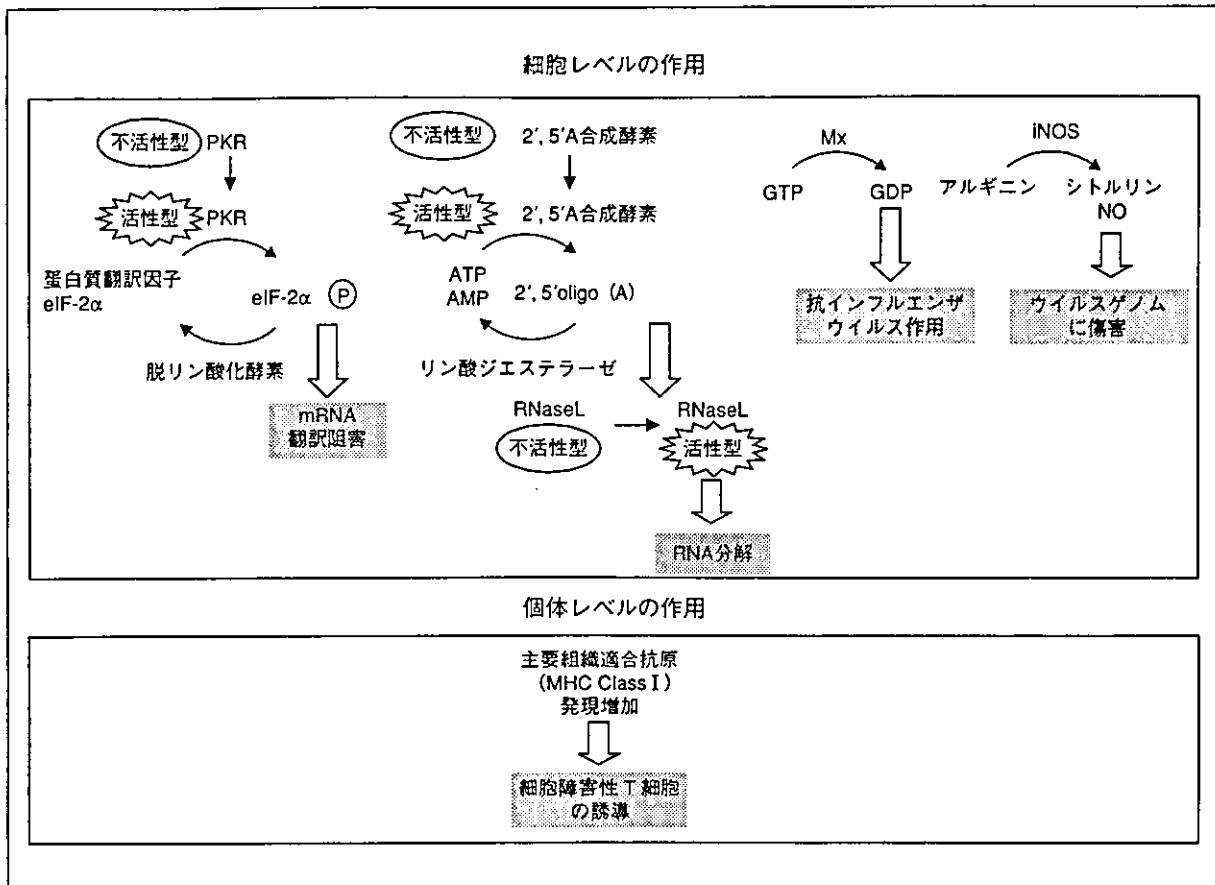 細胞レベルの作用
不活性型 PKR
活性型 PKR
蛋白質翻訳因子
eIF-2α
eIF-2α P
脱リン酸化酵素
mRNA
翻訳阻害
不活性型 2′, 5′A合成酵素
活性型 2′, 5′A合成酵素
ATP
AMP
2′, 5′oligo (A)
リン酸ジエステラーゼ
RNaseL
不活性型
RNaseL
活性型
RNA分解
Mx
GTP
GDP
抗インフルエンザ
ウイルス作用
iNOS
アルギニン
シトルリン
NO
ウイルスゲノム
に傷害
個体レベルの作用
主要組織適合抗原
(MHC Class I)
発現増加
細胞障害性T細胞
の誘導